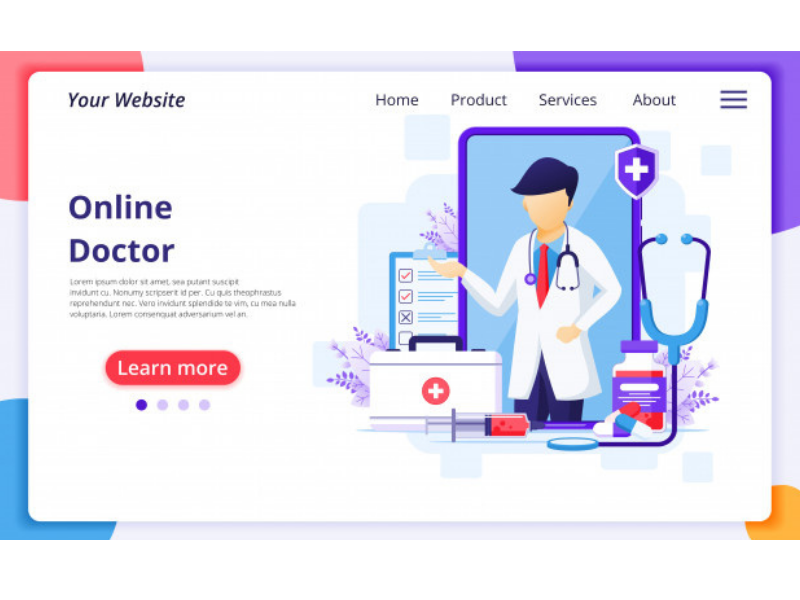 Your Website
Home Product Services About
Online
Doctor
Lorem ipsum dolor sit amet, sea putant suscipit
invidunt cu. Nonumy scripserit id per. Cu quis theophrastus
reprehendunt nec. Vero invidunt splendide te vim, cu mea nulla
voluptaria. Lorem consenquat adversarium vel an.
Learn more